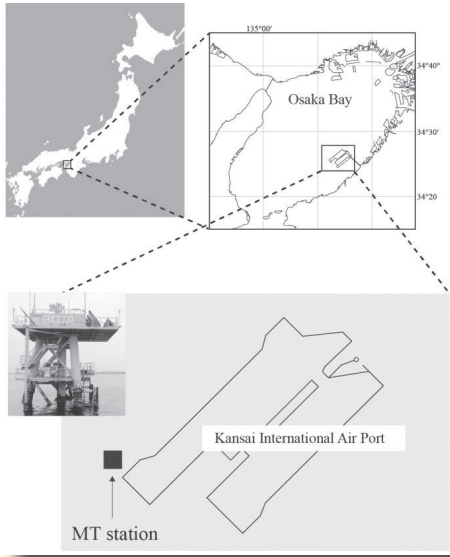 135°00′
34°40″
Osaka Bay
34°30′
34°20
Kansai International Air Port
MT station